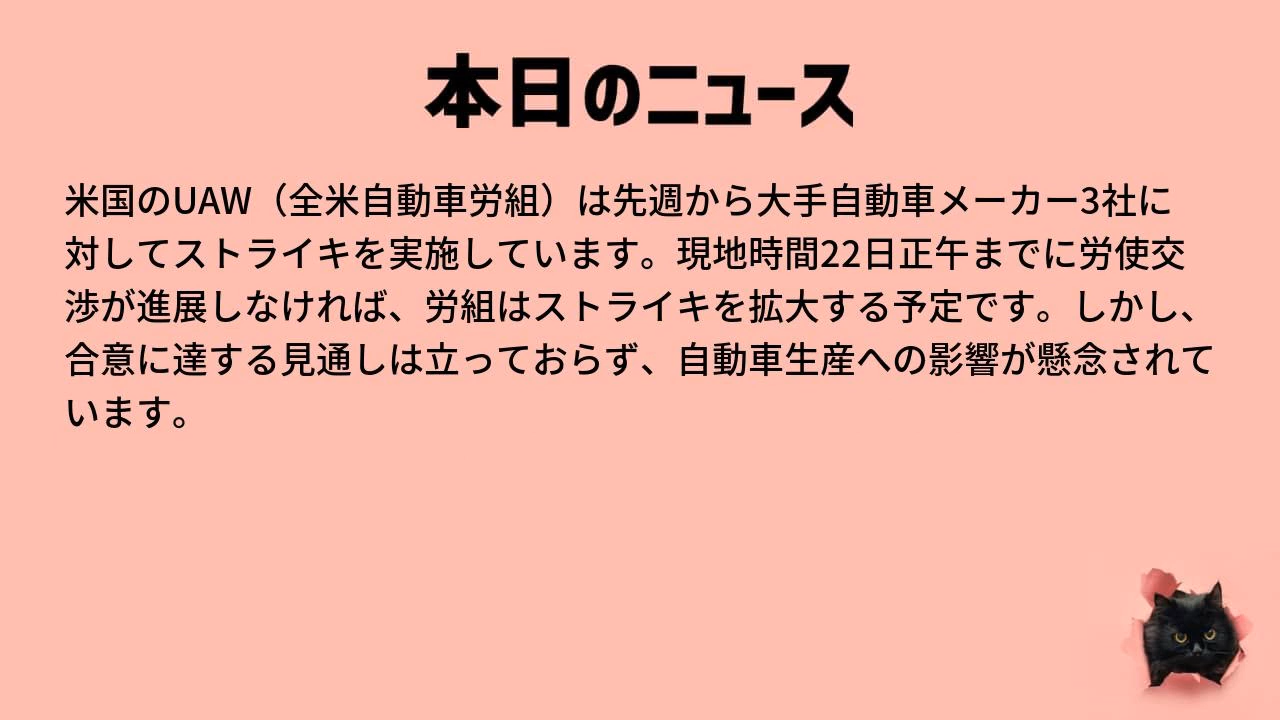 本日のニュース
米国のUAW（全米自動車労組）は先週から大手自動車メーカー3社に
対してストライキを実施しています。現地時間22日正午までに労使交
渉が進展しなければ、労組はストライキを拡大する予定です。しかし、
合意に達する見通しは立っておらず、自動車生産への影響が懸念されて
います。